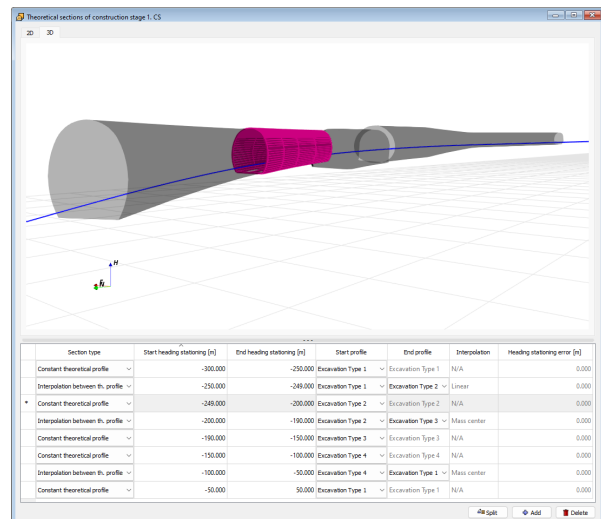 Theoretical sections of construction stage 1. CS
2D 3D
H
Section type Start heading stationing [m] End heading stationing [m] Start profile End profile Interpolation Heading stationing error [m]
Constant theoretical profile -300.000 -250.000 Excavation Type 1 Excavation Type 1 N/A 0.000
Interpolation between th. profile -250.000 -249.000 Excavation Type 1 Excavation Type 2 Linear 0.000
* Constant theoretical profile -249.000 -200.000 Excavation Type 2 Excavation Type 2 N/A 0.000
Interpolation between th. profile -200.000 -190.000 Excavation Type 2 Excavation Type 3 Mass center 0.000
Constant theoretical profile -190.000 -150.000 Excavation Type 3 Excavation Type 3 N/A 0.000
Constant theoretical profile -150.000 -100.000 Excavation Type 4 Excavation Type 4 N/A 0.000
Interpolation between th. profile -100.000 -50.000 Excavation Type 4 Excavation Type 1 Mass center 0.000
Constant theoretical profile -50.000 50.000 Excavation Type 1 Excavation Type 1 N/A 0.000
Split Add Delete